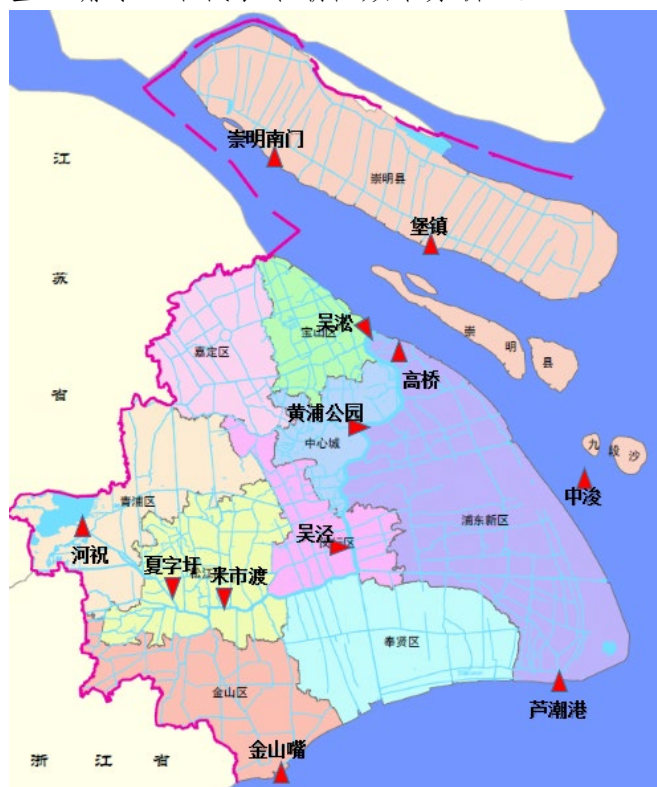 崇明南门
江
崇明县
堡镇
苏
吴淞
宝山区
崇
嘉定区
明
高桥
县
省
黄浦公园
中心城
九段沙
中浚
青浦区
浦东新区
吴泾
河祝
夏字圩
米市渡
奉贤区
金山区
芦潮港
金山嘴
浙江省